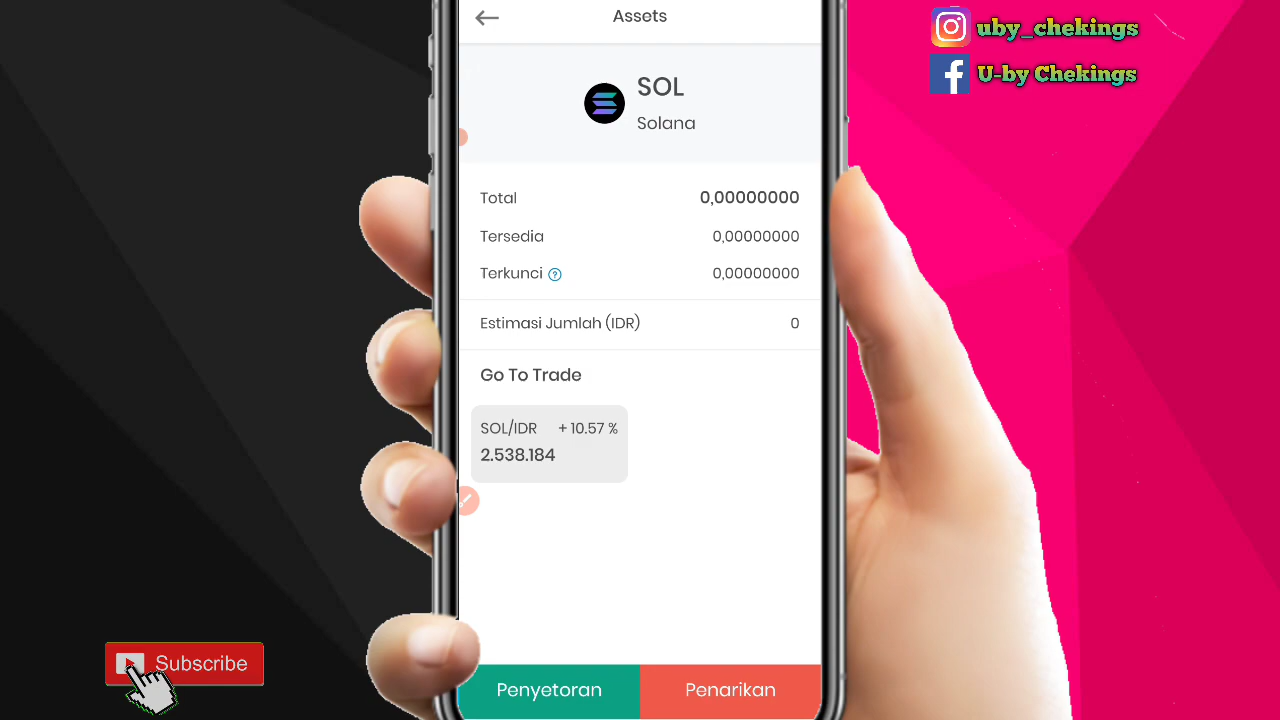 Assets
SOL
Solana
Total 0,00000000
Tersedia 0,00000000
Terkunci ? 0,00000000
Estimasi Jumlah (IDR) 0
Go To Trade
SOL/IDR + 10.57 %
2.538.184
Penyetoran Penarikan
uby_chekings
U-by Chekings
Subscribe